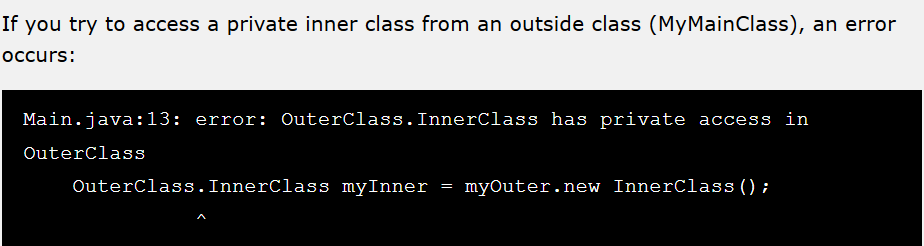 If you try to access a private inner class from an outside class (MyMainClass), an error
occurs:
Main.java:13: error: OuterClass.InnerClass has private access in
OuterClass
    OuterClass.InnerClass myInner = myOuter.new InnerClass();
              ^